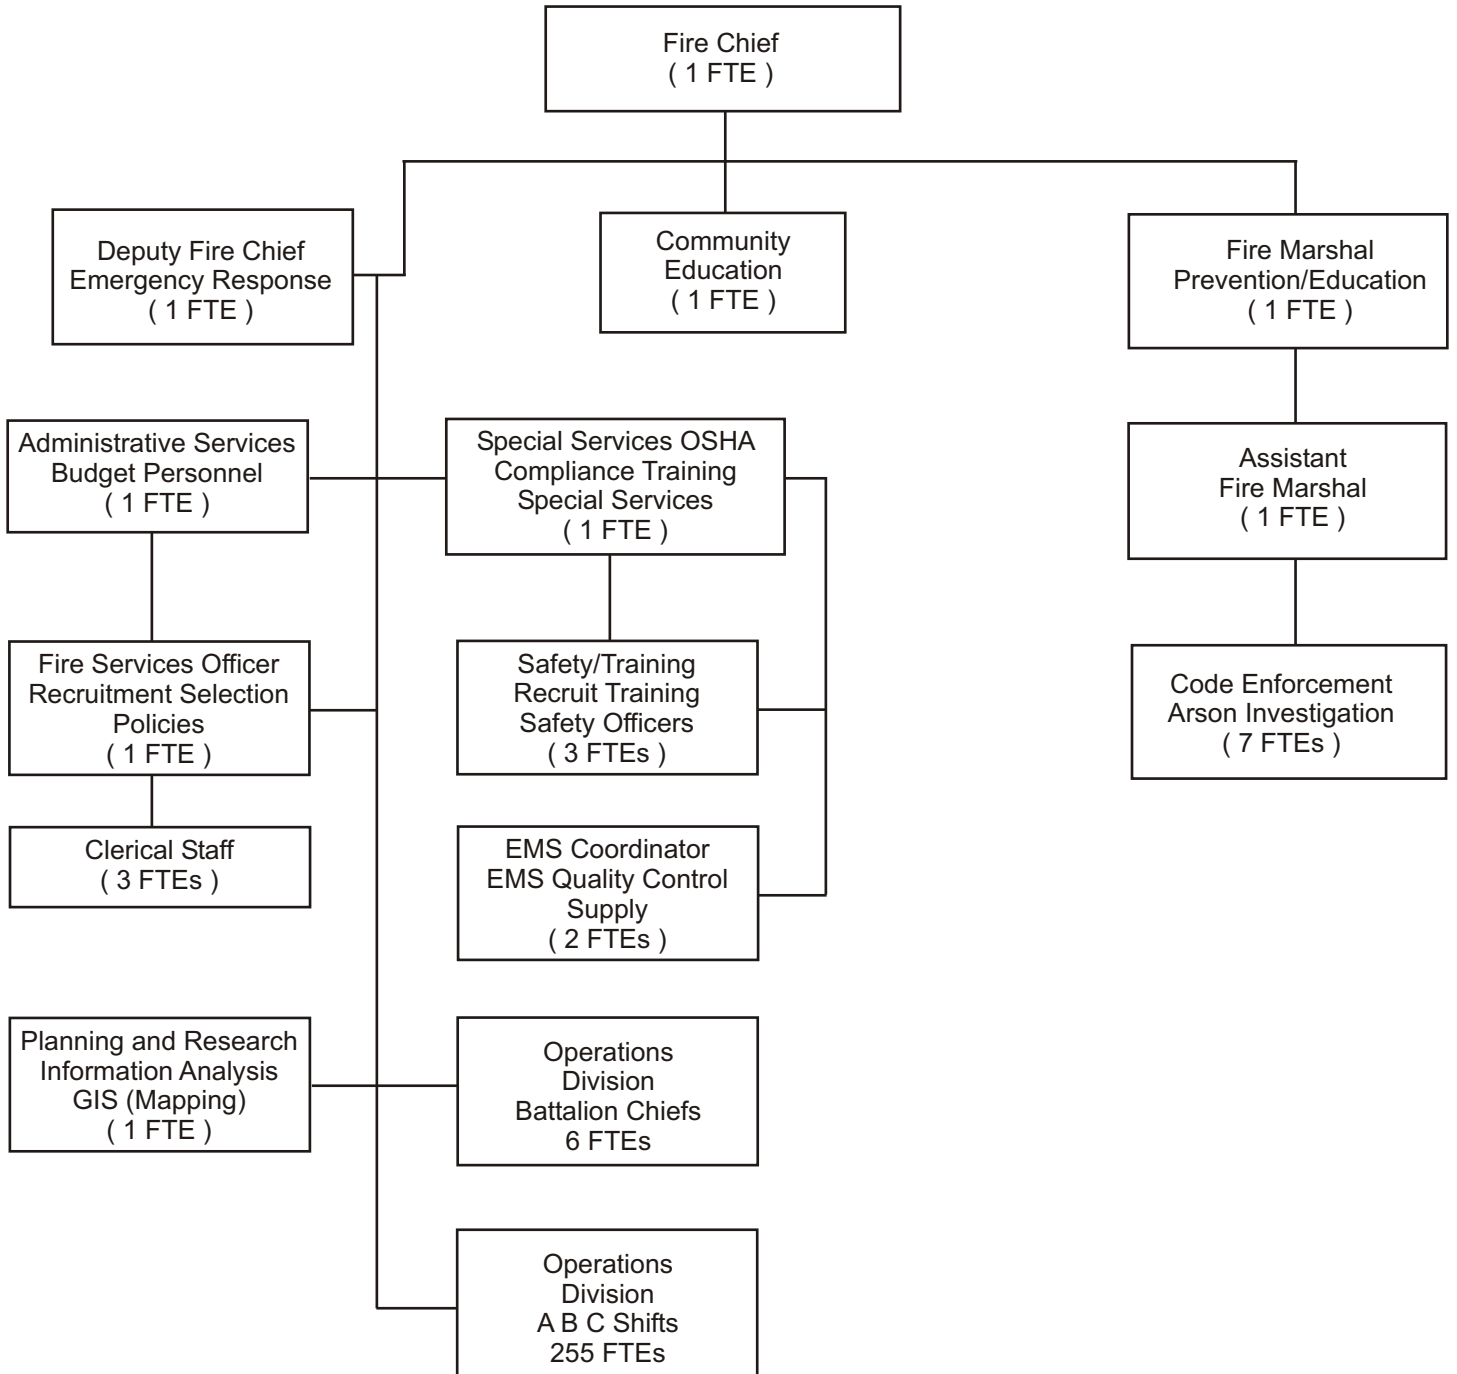 Fire Chief
( 1 FTE )
Deputy Fire Chief
Emergency Response
( 1 FTE )
Community
Education
( 1 FTE )
Fire Marshal
Prevention/Education
( 1 FTE )
Administrative Services
Budget Personnel
( 1 FTE )
Special Services OSHA
Compliance Training
Special Services
( 1 FTE )
Assistant
Fire Marshal
( 1 FTE )
Fire Services Officer
Recruitment Selection
Policies
( 1 FTE )
Safety/Training
Recruit Training
Safety Officers
( 3 FTEs )
Code Enforcement
Arson Investigation
( 7 FTEs )
Clerical Staff
( 3 FTEs )
EMS Coordinator
EMS Quality Control
Supply
( 2 FTEs )
Planning and Research
Information Analysis
GIS (Mapping)
( 1 FTE )
Operations
Division
Battalion Chiefs
6 FTEs
Operations
Division
A B C Shifts
255 FTEs